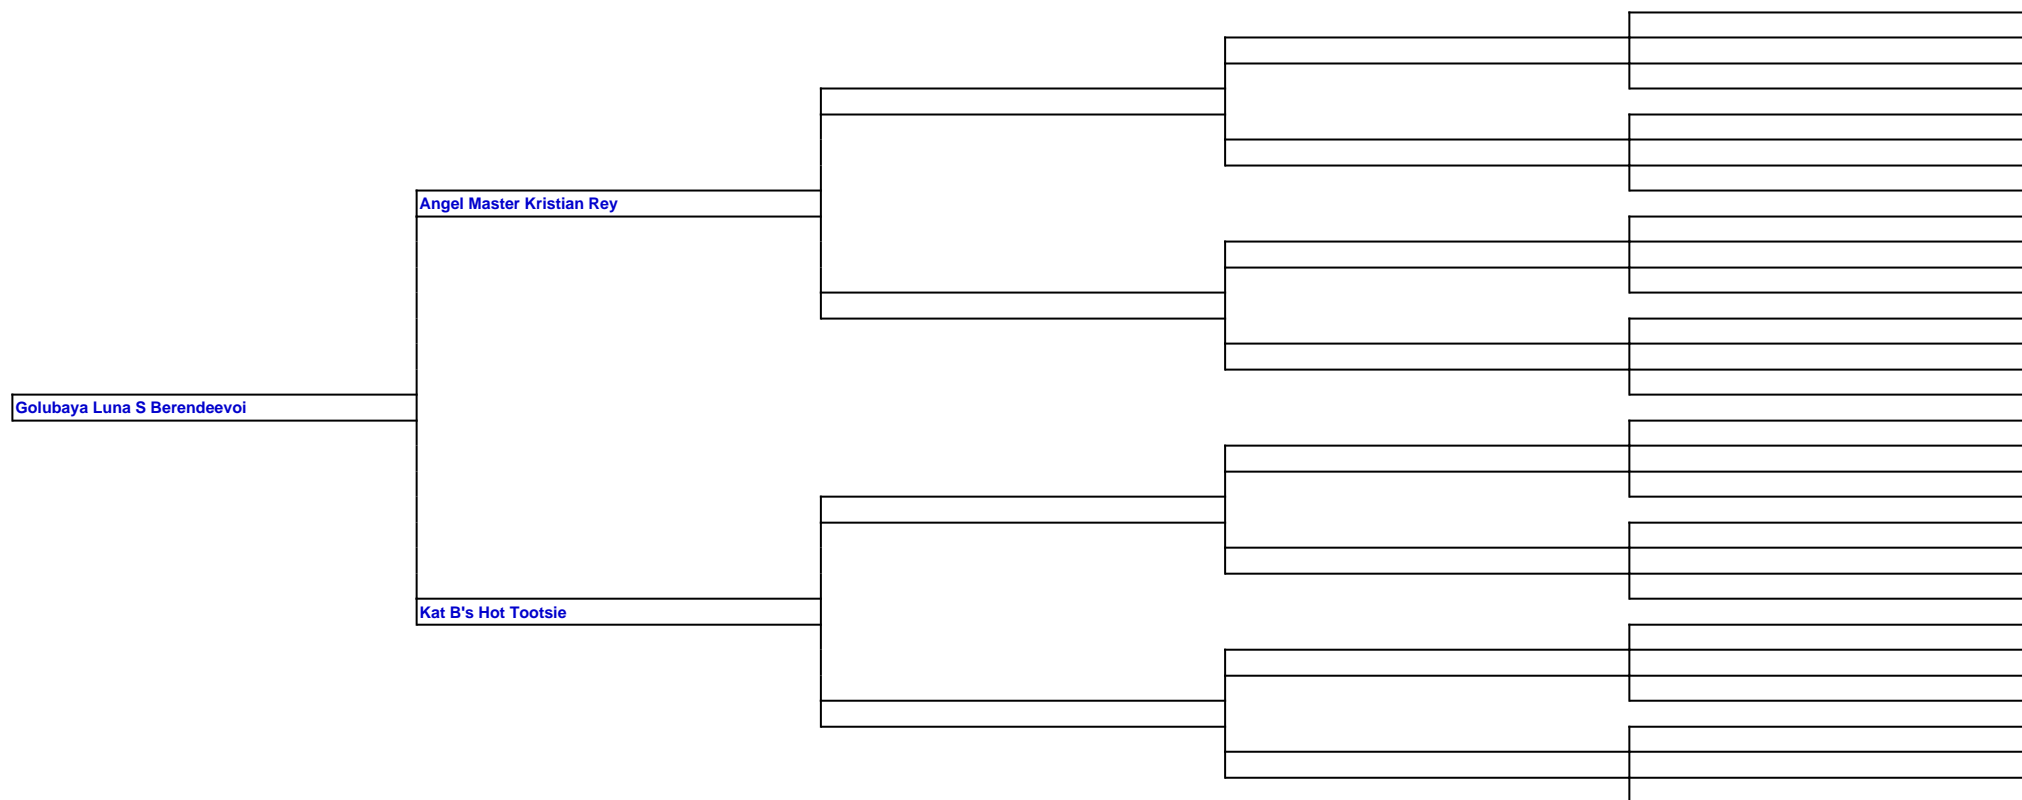 Angel Master Kristian Rey
Golubaya Luna S Berendeevoi
Kat B's Hot Tootsie